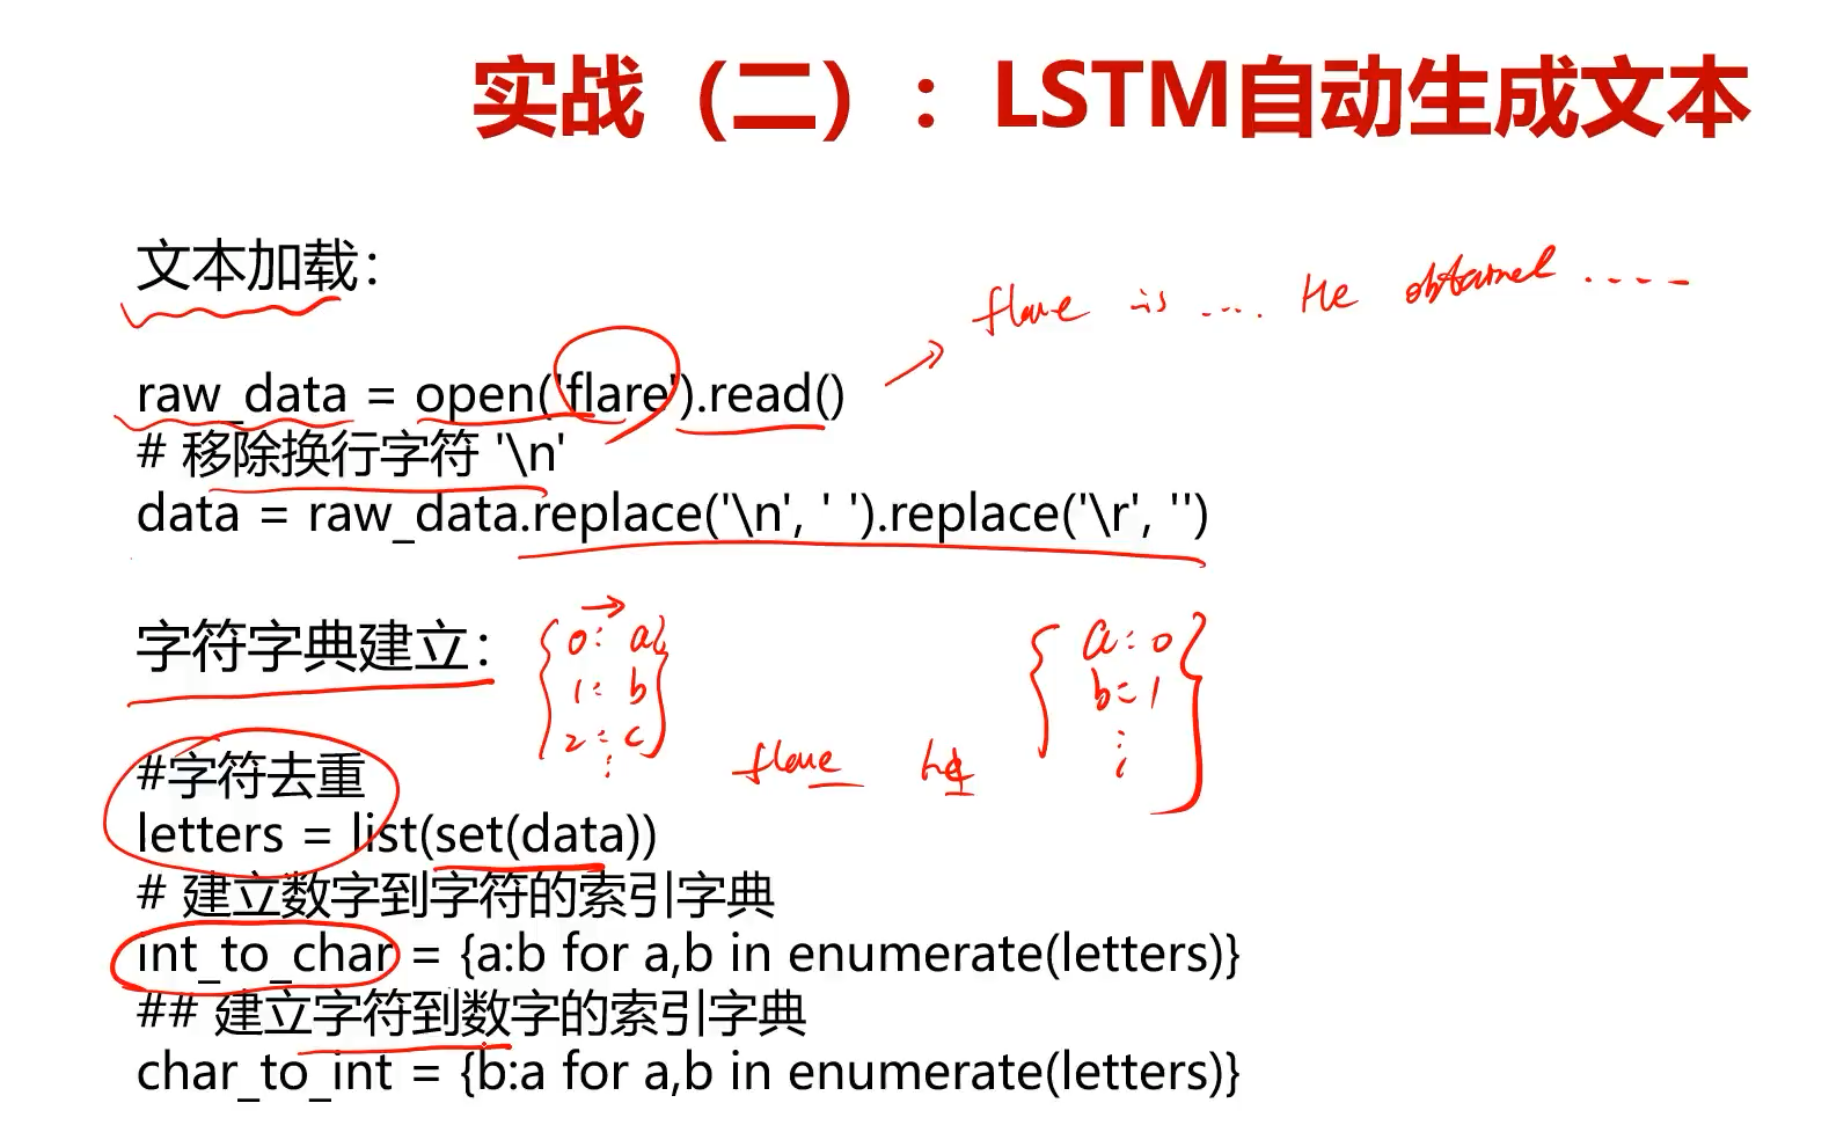 实战（二）：LSTM自动生成文本
文本加载：
flare is .... He obtained ....
raw_data = open('flare').read()
# 移除换行字符 '\n'
data = raw_data.replace('\n', ' ').replace('\r', '')
字符字典建立：
0: a
1: b
2: c
a: 0
b: 1
flare he
#字符去重
letters = list(set(data))
# 建立数字到字符的索引字典
int_to_char = {a:b for a,b in enumerate(letters)}
## 建立字符到数字的索引字典
char_to_int = {b:a for a,b in enumerate(letters)}